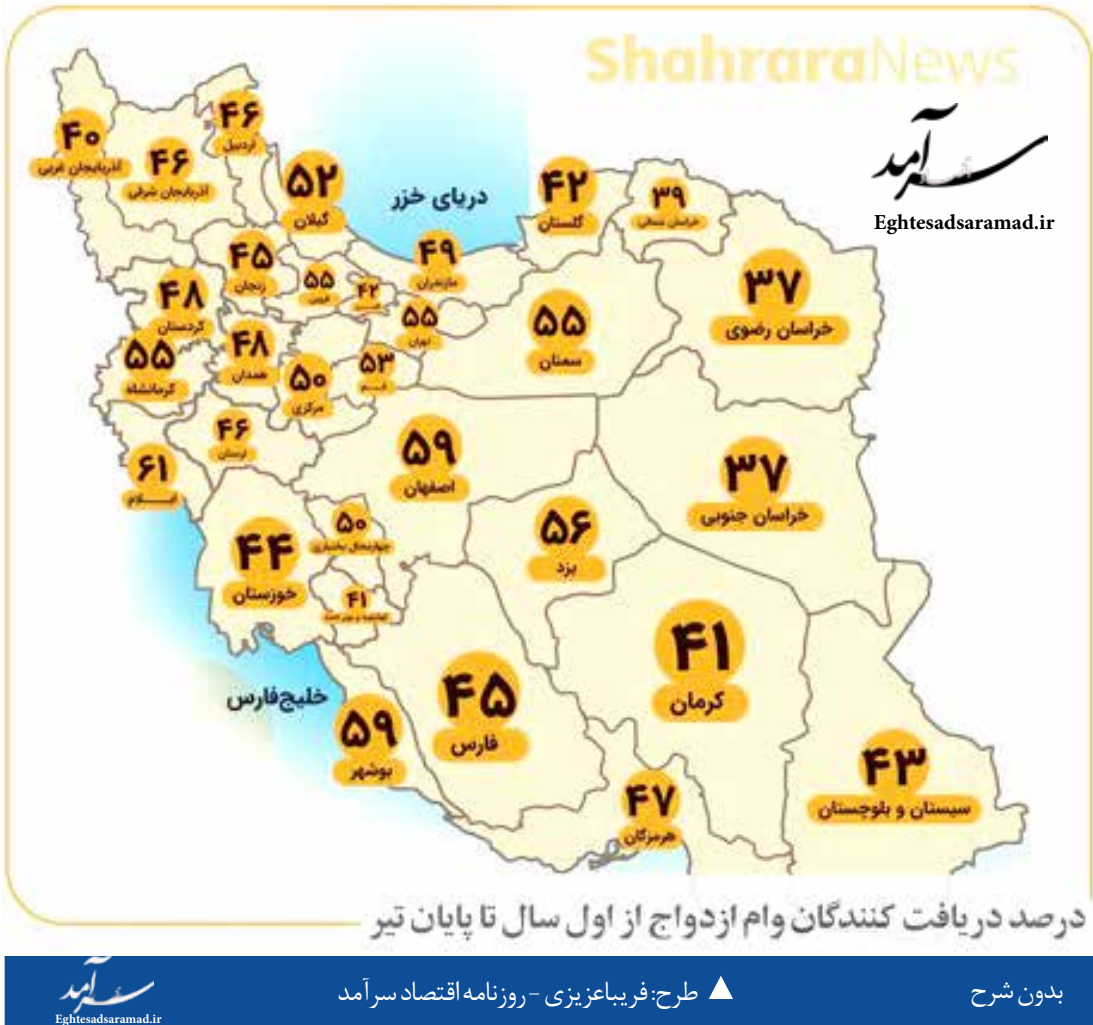 ShahraraNews
سرآمد
Eghtesadsaramad.ir
دریای خزر
۴۰
آذربایجان غربی
۴۶
آذربایجان شرقی
۴۶
اردبیل
۵۲
گیلان
۴۲
گلستان
۳۹
خراسان شمالی
۳۷
خراسان رضوی
۴۹
مازندران
۴۵
زنجان
۵۵
قزوین
۴۲
۵۵
تهران
۵۵
سمنان
۴۸
کردستان
۴۸
همدان
۵۵
کرمانشاه
۵۰
مرکزی
۵۳
قم
۴۶
لرستان
۵۹
اصفهان
۳۷
خراسان جنوبی
۶۱
ایلام
۴۴
خوزستان
۵۰
چهارمحال بختیاری
۵۶
یزد
۴۱
کهگیلویه و بویراحمد
۴۱
کرمان
۴۵
فارس
خلیج‌فارس
۵۹
بوشهر
۴۷
هرمزگان
۴۳
سیستان و بلوچستان
درصد دریافت کنندگان وام ازدواج از اول سال تا پایان تیر
بدون شرح
▲ طرح: فریباعزیزی - روزنامه اقتصاد سرآمد
سرآمد
Eghtesadsaramad.ir